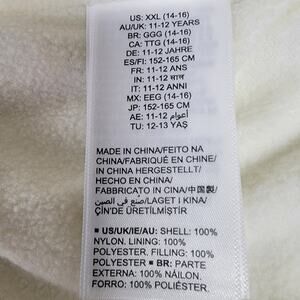 US: XXL (14-16)
AU/UK: 11-12 YEARS
BR: GGG (14-16)
CA: TTG (14-16)
DE: 11-12 JAHRE
ES/FI: 152-165 CM
FR: 11-12 ANS
IN: 11-12 साल
IT: 11-12 ANNI
MX: EEG (14-16)
JP: 152-165 CM
AE: 11-12 أعوام
TU: 12-13 YAŞ
MADE IN CHINA/FEITO NA
CHINA/FABRIQUÉ EN CHINE/
IN CHINA HERGESTELLT/
HECHO EN CHINA/
FABBRICATO IN CINA/中国製/
صُنع في الصين/LAGET I KINA/
ÇİN'DE ÜRETİLMİŞTİR
■ US/UK/IE/AU: SHELL: 100%
NYLON. LINING: 100%
POLYESTER. FILLING: 100%
POLYESTER ■ BR: PARTE
EXTERNA: 100% NÁILON.
FORRO: 100% POLIÉSTER.